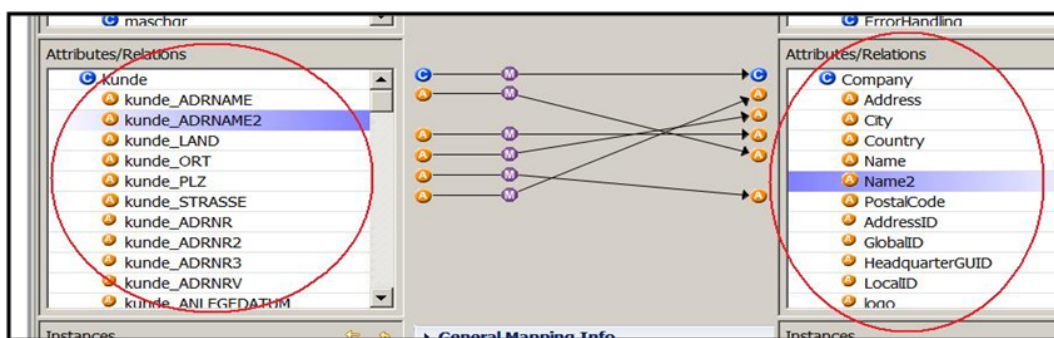 maschgr
Attributes/Relations
C kunde
A kunde_ADRNAME
A kunde_ADRNAME2
A kunde_LAND
A kunde_ORT
A kunde_PLZ
A kunde_STRASSE
A kunde_ADRNR
A kunde_ADRNR2
A kunde_ADRNR3
A kunde_ADRNRV
A kunde_ANLEGEDATUM
Instances
C M C
A M A
A
A M A
A M A
A M
A M A
General Mapping Info
ErrorHandling
Attributes/Relations
C Company
A Address
A City
A Country
A Name
A Name2
A PostalCode
A AddressID
A GlobalID
A HeadquarterGUID
A LocalID
A logo
Instances